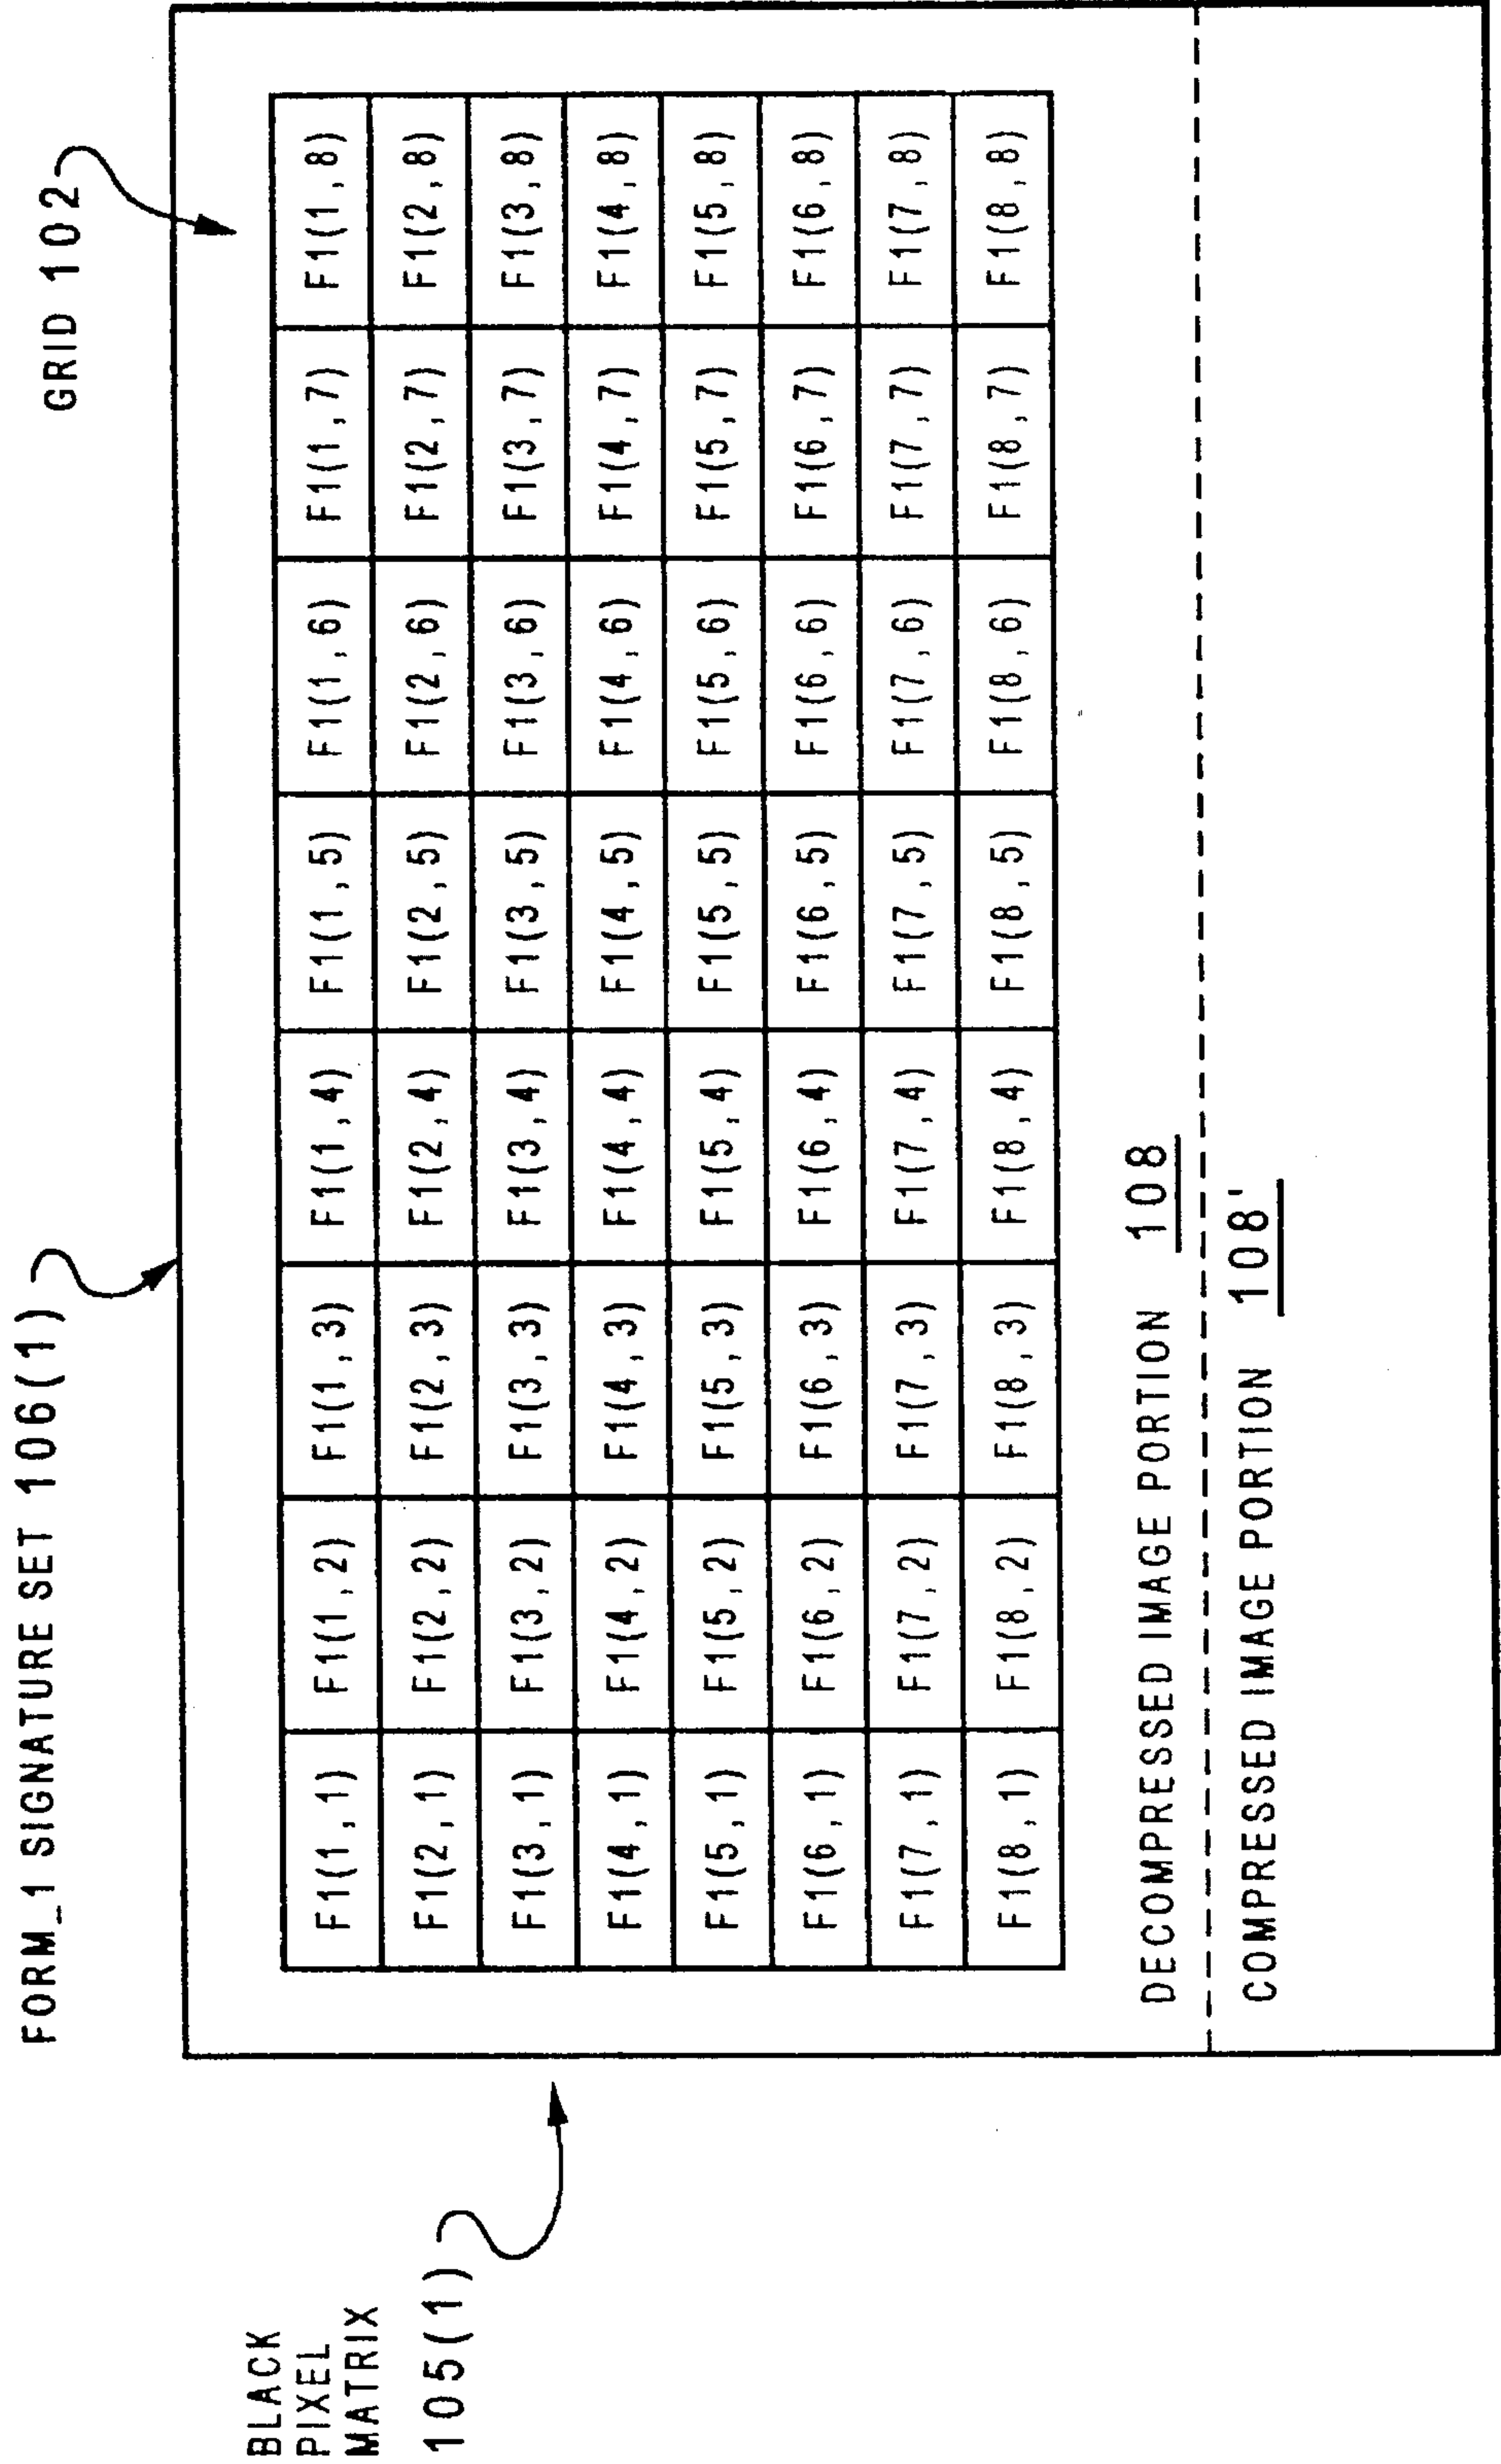 FORM_1 SIGNATURE SET 106(1)
GRID 102
BLACK
PIXEL
MATRIX
105(1)
F1(1,1) F1(1,2) F1(1,3) F1(1,4) F1(1,5) F1(1,6) F1(1,7) F1(1,8)
F1(2,1) F1(2,2) F1(2,3) F1(2,4) F1(2,5) F1(2,6) F1(2,7) F1(2,8)
F1(3,1) F1(3,2) F1(3,3) F1(3,4) F1(3,5) F1(3,6) F1(3,7) F1(3,8)
F1(4,1) F1(4,2) F1(4,3) F1(4,4) F1(4,5) F1(4,6) F1(4,7) F1(4,8)
F1(5,1) F1(5,2) F1(5,3) F1(5,4) F1(5,5) F1(5,6) F1(5,7) F1(5,8)
F1(6,1) F1(6,2) F1(6,3) F1(6,4) F1(6,5) F1(6,6) F1(6,7) F1(6,8)
F1(7,1) F1(7,2) F1(7,3) F1(7,4) F1(7,5) F1(7,6) F1(7,7) F1(7,8)
F1(8,1) F1(8,2) F1(8,3) F1(8,4) F1(8,5) F1(8,6) F1(8,7) F1(8,8)
DECOMPRESSED IMAGE PORTION 108
COMPRESSED IMAGE PORTION 108'